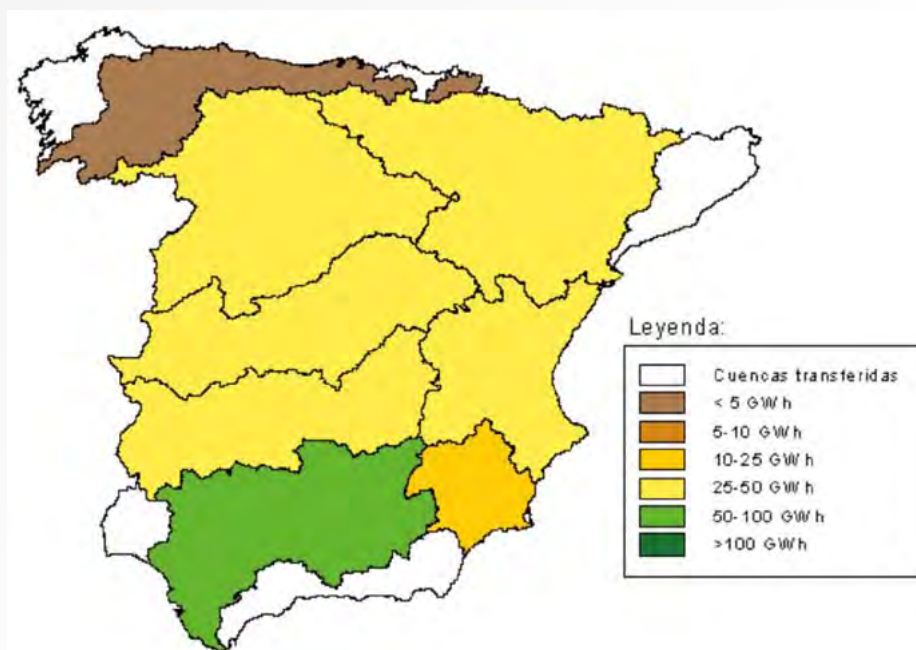 Leyenda:
Cuencas transferidas
< 5 GWh
5-10 GWh
10-25 GWh
25-50 GWh
50-100 GWh
>100 GWh